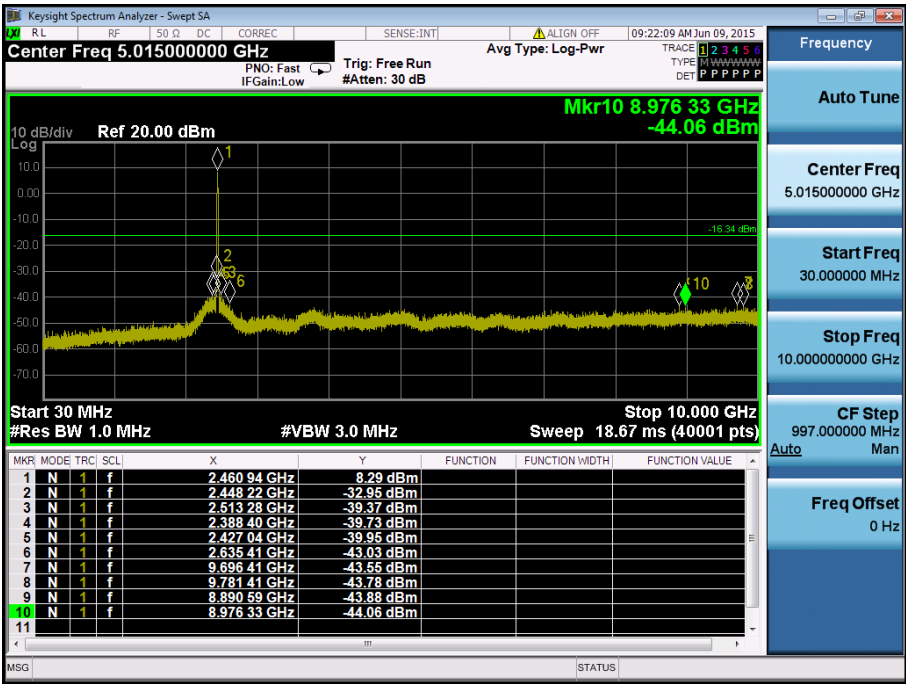 Keysight Spectrum Analyzer - Swept SA
LXI RL RF 50 Ω DC CORREC SENSE:INT ALIGN OFF 09:22:09 AM Jun 09, 2015
Center Freq 5.015000000 GHz
Avg Type: Log-Pwr
TRACE 1 2 3 4 5 6
PNO: Fast Trig: Free Run
TYPE M W W W W W
IFGain:Low #Atten: 30 dB
DET P P P P P P
Mkr10 8.976 33 GHz
-44.06 dBm
10 dB/div Ref 20.00 dBm
Log
10.0
0.00
-10.0
-20.0
-30.0
-40.0
-50.0
-60.0
-70.0
1
-16.34 dBm
2
53
6
10
Start 30 MHz Stop 10.000 GHz
#Res BW 1.0 MHz #VBW 3.0 MHz Sweep 18.67 ms (40001 pts)
MKR MODE TRC SCL X Y FUNCTION FUNCTION WIDTH FUNCTION VALUE
1 N 1 f 2.460 94 GHz 8.29 dBm
2 N 1 f 2.448 22 GHz -32.95 dBm
3 N 1 f 2.513 28 GHz -39.37 dBm
4 N 1 f 2.388 40 GHz -39.73 dBm
5 N 1 f 2.427 04 GHz -39.95 dBm
6 N 1 f 2.635 41 GHz -43.03 dBm
7 N 1 f 9.696 41 GHz -43.55 dBm
8 N 1 f 9.781 41 GHz -43.78 dBm
9 N 1 f 8.890 59 GHz -43.88 dBm
10 N 1 f 8.976 33 GHz -44.06 dBm
11
MSG STATUS
Frequency
Auto Tune
Center Freq
5.015000000 GHz
Start Freq
30.000000 MHz
Stop Freq
10.000000000 GHz
CF Step
997.000000 MHz
Auto Man
Freq Offset
0 Hz